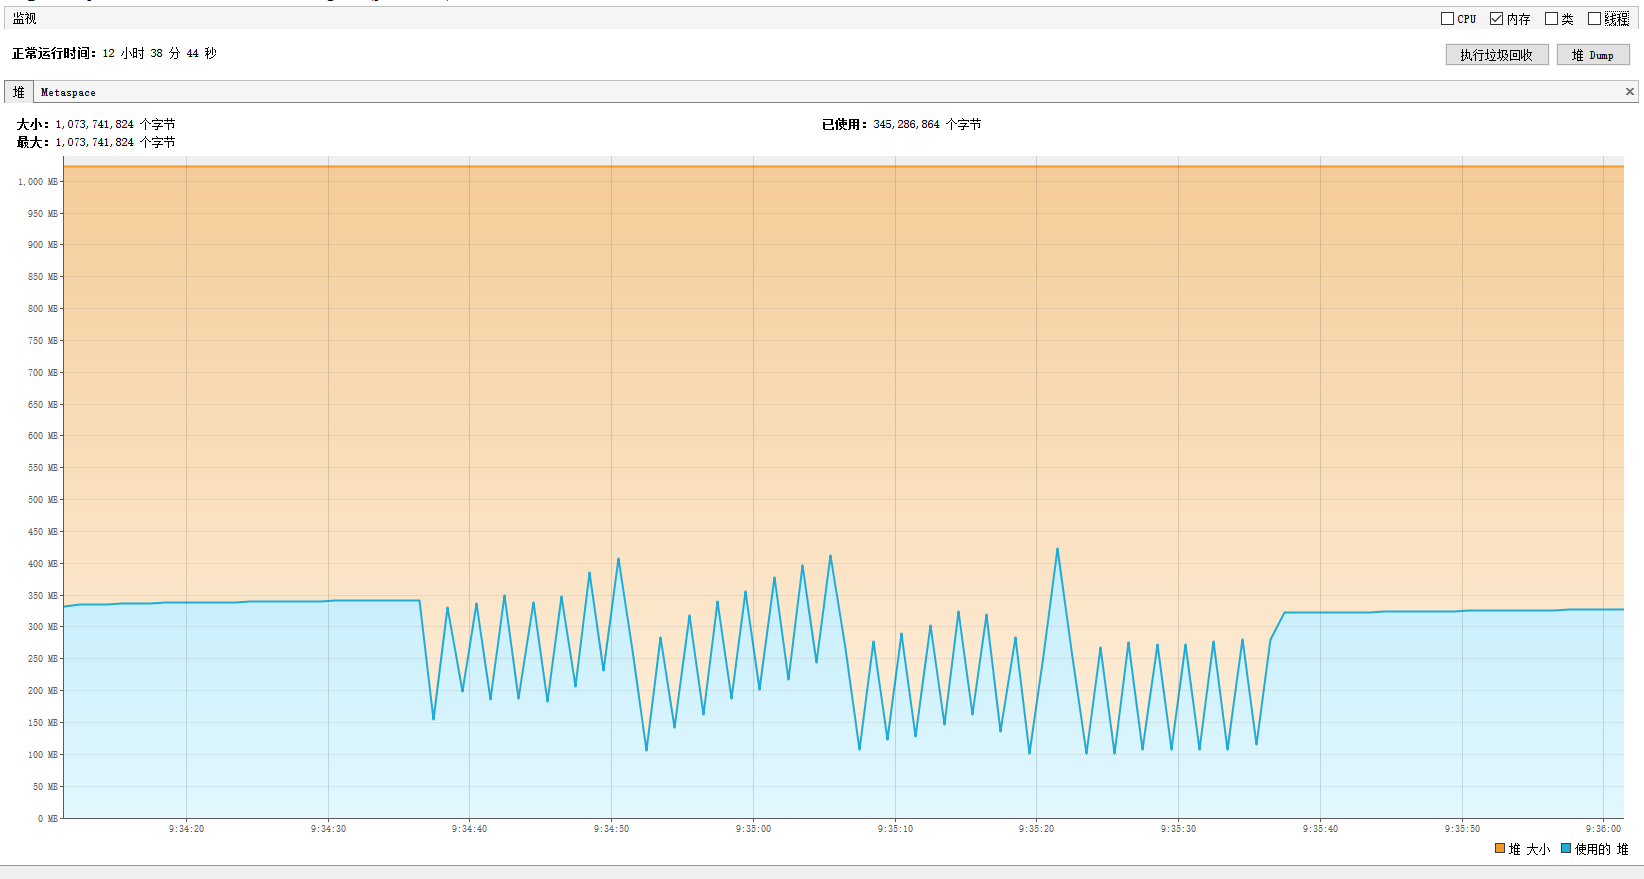 监视
CPU 内存 类 线程
正常运行时间: 12 小时 38 分 44 秒
执行垃圾回收 堆 Dump
堆 Metaspace ×
大小: 1,073,741,824 个字节 已使用: 345,286,864 个字节
最大: 1,073,741,824 个字节
1,000 MB
950 MB
900 MB
850 MB
800 MB
750 MB
700 MB
650 MB
600 MB
550 MB
500 MB
450 MB
400 MB
350 MB
300 MB
250 MB
200 MB
150 MB
100 MB
50 MB
0 MB
9:34:20 9:34:30 9:34:40 9:34:50 9:35:00 9:35:10 9:35:20 9:35:30 9:35:40 9:35:50 9:36:00
堆 大小 使用的 堆